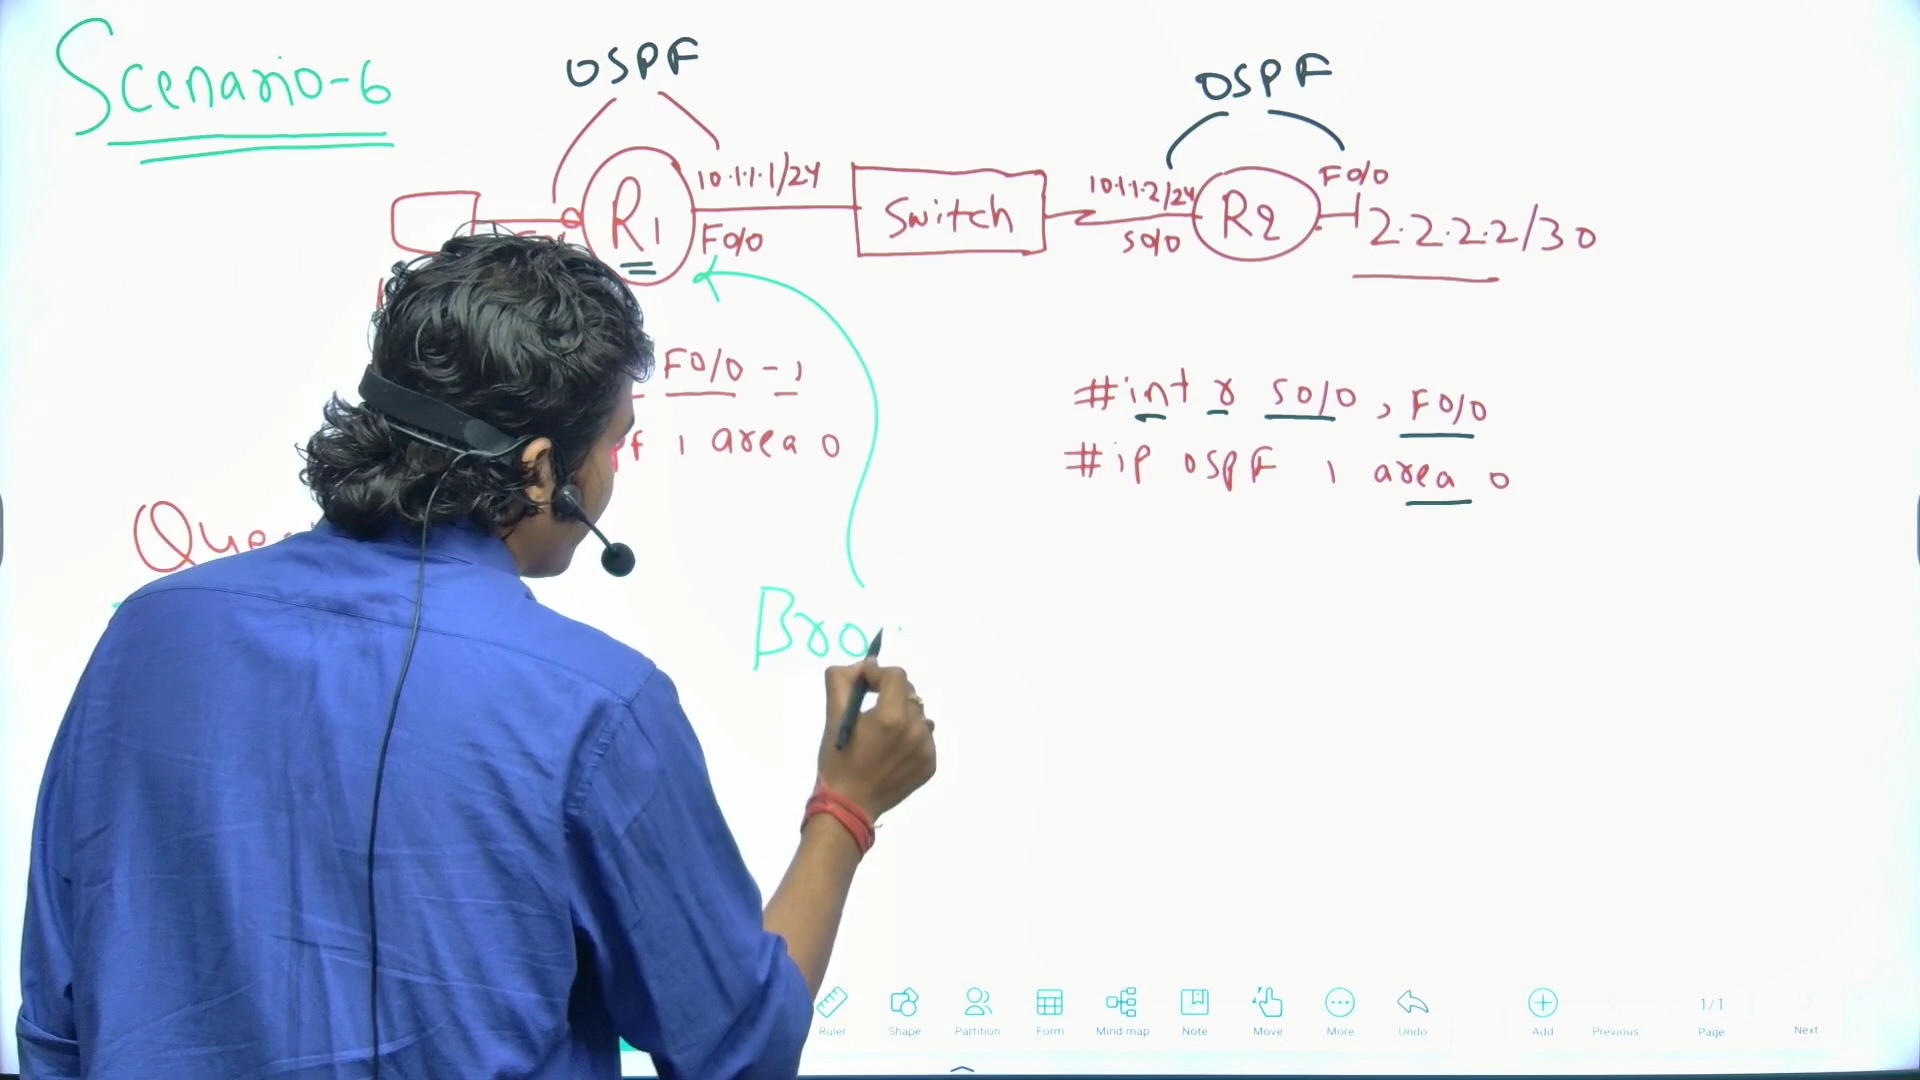 Scenario-6
OSPF
OSPF
10.1.1.1/24
10.1.1.2/24
F0/0
R1
Switch
R2
2.2.2.2/30
F0/0
S0/0
F0/0 - 1
#int r S0/0, F0/0
1 area 0
#ip ospf 1 area 0
Bro
Ruler
Shape
Partition
Form
Mind map
Note
Move
More
Undo
Add
Previous
1/1
Page
Next